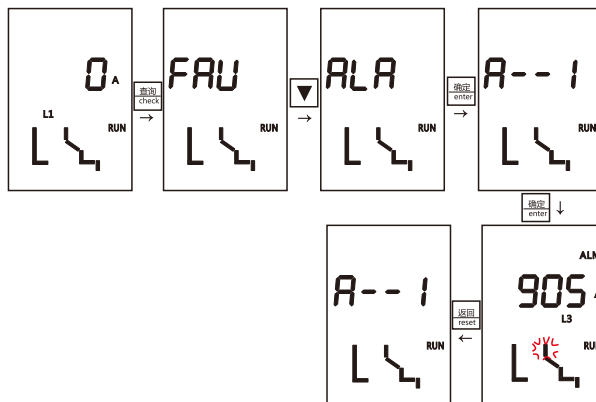 0 A
L1
RUN
查询
check
FAU
RUN
ALA
RUN
确定
enter
A--1
RUN
确定
enter
ALM
905 A
L3
RUN
返回
reset
A--1
RUN